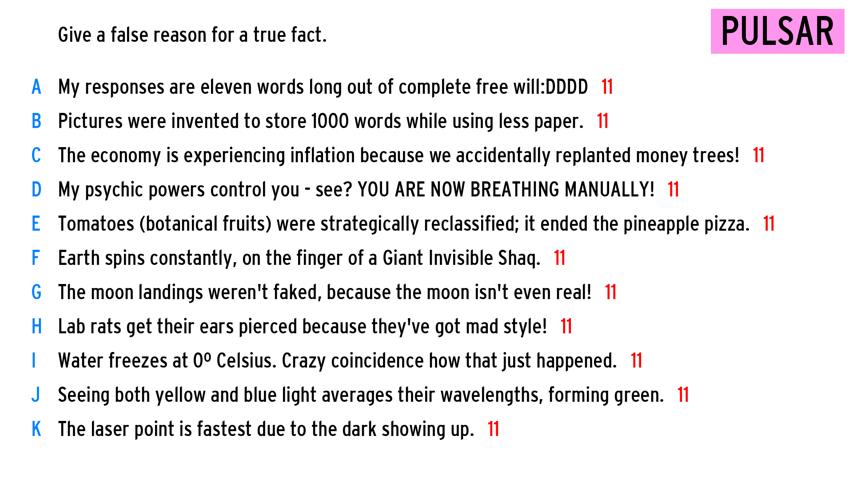 Give a false reason for a true fact.
PULSAR
A My responses are eleven words long out of complete free will:DDDD 11
B Pictures were invented to store 1000 words while using less paper. 11
C The economy is experiencing inflation because we accidentally replanted money trees! 11
D My psychic powers control you - see? YOU ARE NOW BREATHING MANUALLY! 11
E Tomatoes (botanical fruits) were strategically reclassified; it ended the pineapple pizza. 11
F Earth spins constantly, on the finger of a Giant Invisible Shaq. 11
G The moon landings weren't faked, because the moon isn't even real! 11
H Lab rats get their ears pierced because they've got mad style! 11
I Water freezes at 0º Celsius. Crazy coincidence how that just happened. 11
J Seeing both yellow and blue light averages their wavelengths, forming green. 11
K The laser point is fastest due to the dark showing up. 11